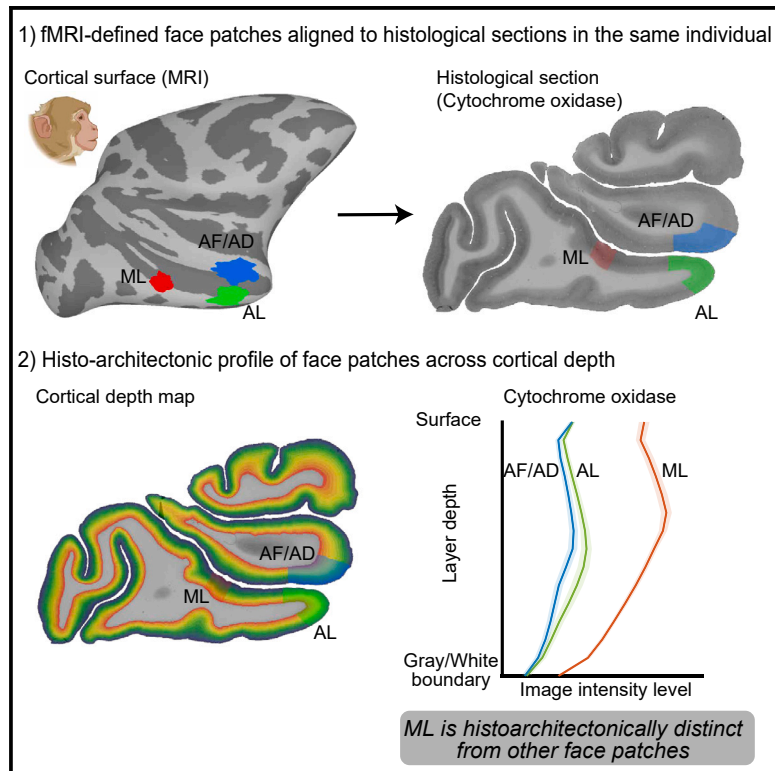 1) fMRI-defined face patches aligned to histological sections in the same individual
Cortical surface (MRI)
Histological section
(Cytochrome oxidase)
AF/AD
ML
AL
AF/AD
ML
AL
2) Histo-architectonic profile of face patches across cortical depth
Cortical depth map
Cytochrome oxidase
Surface
AF/AD
AL
ML
Layer depth
AF/AD
ML
AL
Gray/White
boundary
Image intensity level
ML is histoarchitectonically distinct
from other face patches